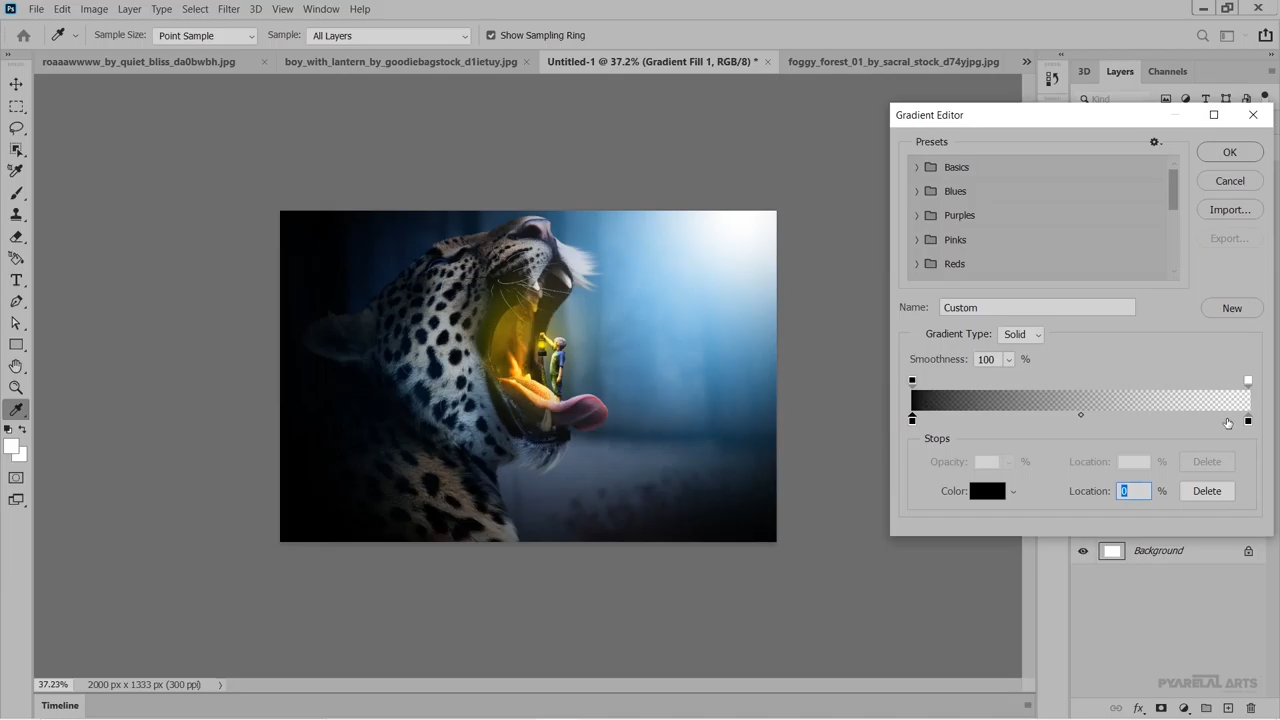 Ps File Edit Image Layer Type Select Filter 3D View Window Help
Sample Size: Point Sample Sample: All Layers Show Sampling Ring
roaaawwww_by_quiet_bliss_da0bwbh.jpg × boy_with_lantern_by_goodiebagstock_d1ietuy.jpg × Untitled-1 @ 37.2% (Gradient Fill 1, RGB/8) * × foggy_forest_01_by_sacral_stock_d74yjpg.jpg
3D Layers Channels
Kind
Gradient Editor
Presets
Basics
Blues
Purples
Pinks
Reds
OK
Cancel
Import...
Export...
Name: Custom New
Gradient Type: Solid
Smoothness: 100 %
Stops
Opacity: % Location: % Delete
Color: Location: 0 % Delete
Background
37.23% 2000 px x 1333 px (300 ppi)
Timeline
PYARELAL ARTS
fx